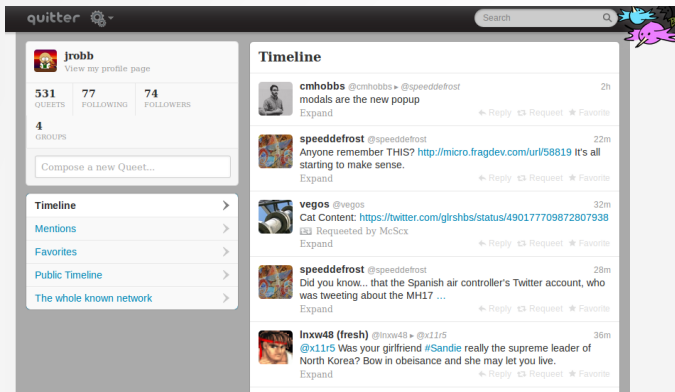 quitter
Search
jrobb
View my profile page
531 77 74
QUEETS FOLLOWING FOLLOWERS
4
GROUPS
Compose a new Queet...
Timeline
Mentions
Favorites
Public Timeline
The whole known network
Timeline
cmhobbs @cmhobbs ▸ @speeddefrost 2h
modals are the new popup
Expand Reply Requeet Favorite
speeddefrost @speeddefrost 22m
Anyone remember THIS? http://micro.fragdev.com/url/58819 It's all
starting to make sense.
Expand Reply Requeet Favorite
vegos @vegos 32m
Cat Content: https://twitter.com/glrshbs/status/490177709872807938
Requeeted by McScx
Expand Reply Requeet Favorite
speeddefrost @speeddefrost 28m
Did you know... that the Spanish air controller's Twitter account, who
was tweeting about the MH17 ...
Expand Reply Requeet Favorite
lnxw48 (fresh) @lnxw48 ▸ @x11r5 36m
@x11r5 Was your girlfriend #Sandie really the supreme leader of
North Korea? Bow in obeisance and she may let you live.
Expand Reply Requeet Favorite